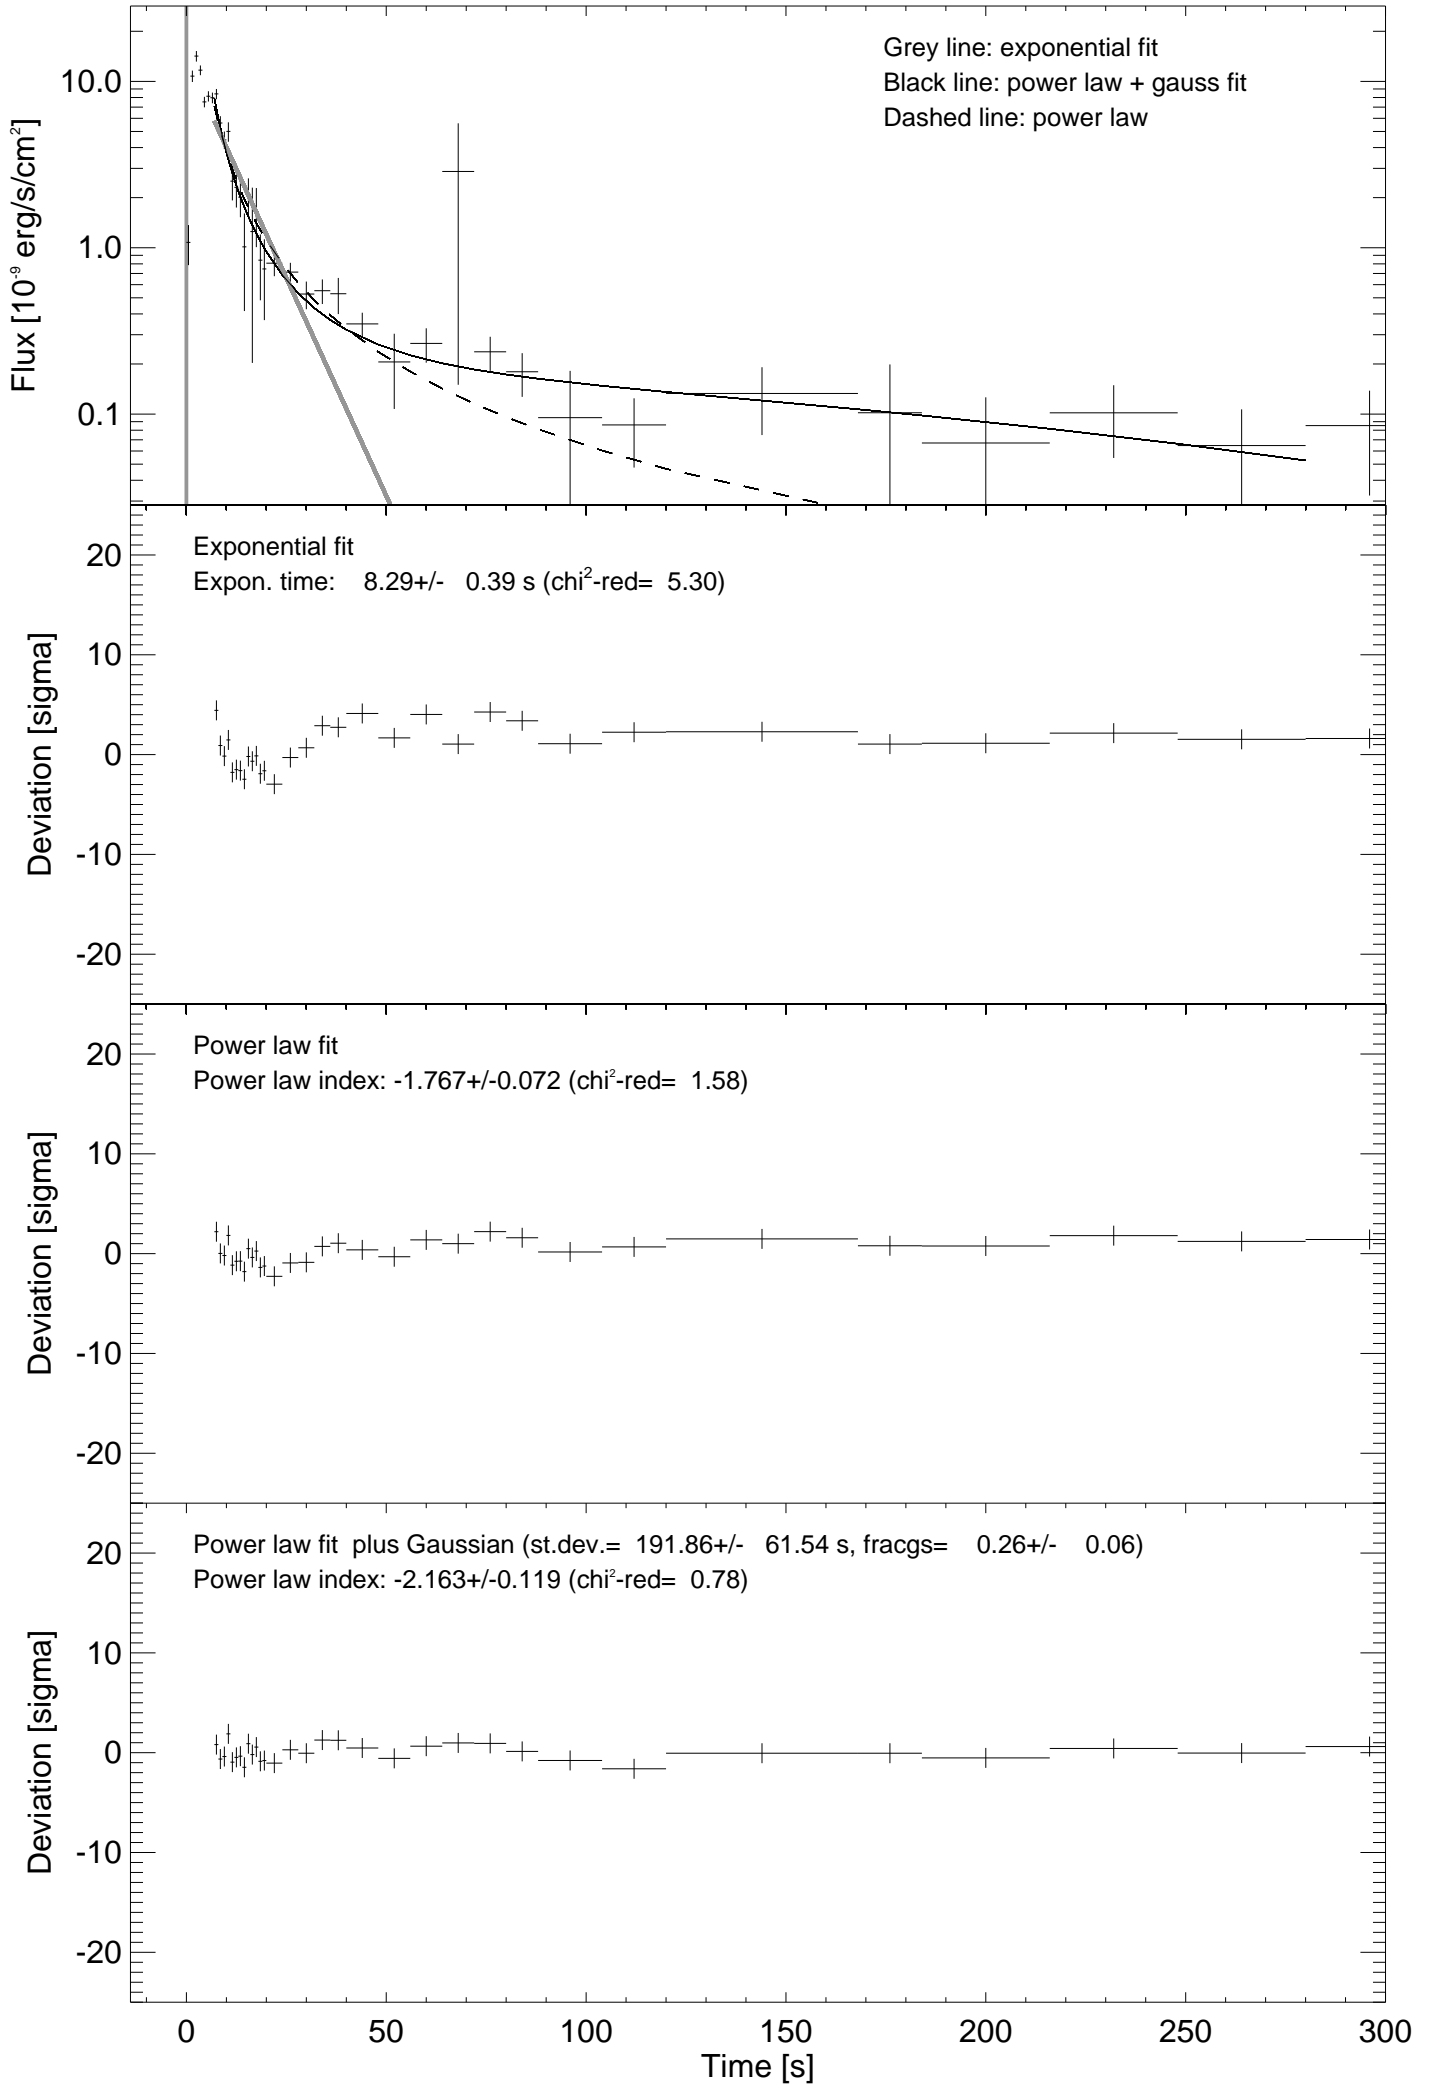 Grey line: exponential fit
Black line: power law + gauss fit
Dashed line: power law
10.0
1.0
0.1
Flux [10⁻⁹ erg/s/cm²]
Exponential fit
Expon. time: 8.29+/- 0.39 s (chi²-red= 5.30)
20
10
0
-10
-20
Deviation [sigma]
Power law fit
Power law index: -1.767+/-0.072 (chi²-red= 1.58)
20
10
0
-10
-20
Deviation [sigma]
Power law fit plus Gaussian (st.dev.= 191.86+/- 61.54 s, fracgs= 0.26+/- 0.06)
Power law index: -2.163+/-0.119 (chi²-red= 0.78)
20
10
0
-10
-20
Deviation [sigma]
0 50 100 150 200 250 300
Time [s]